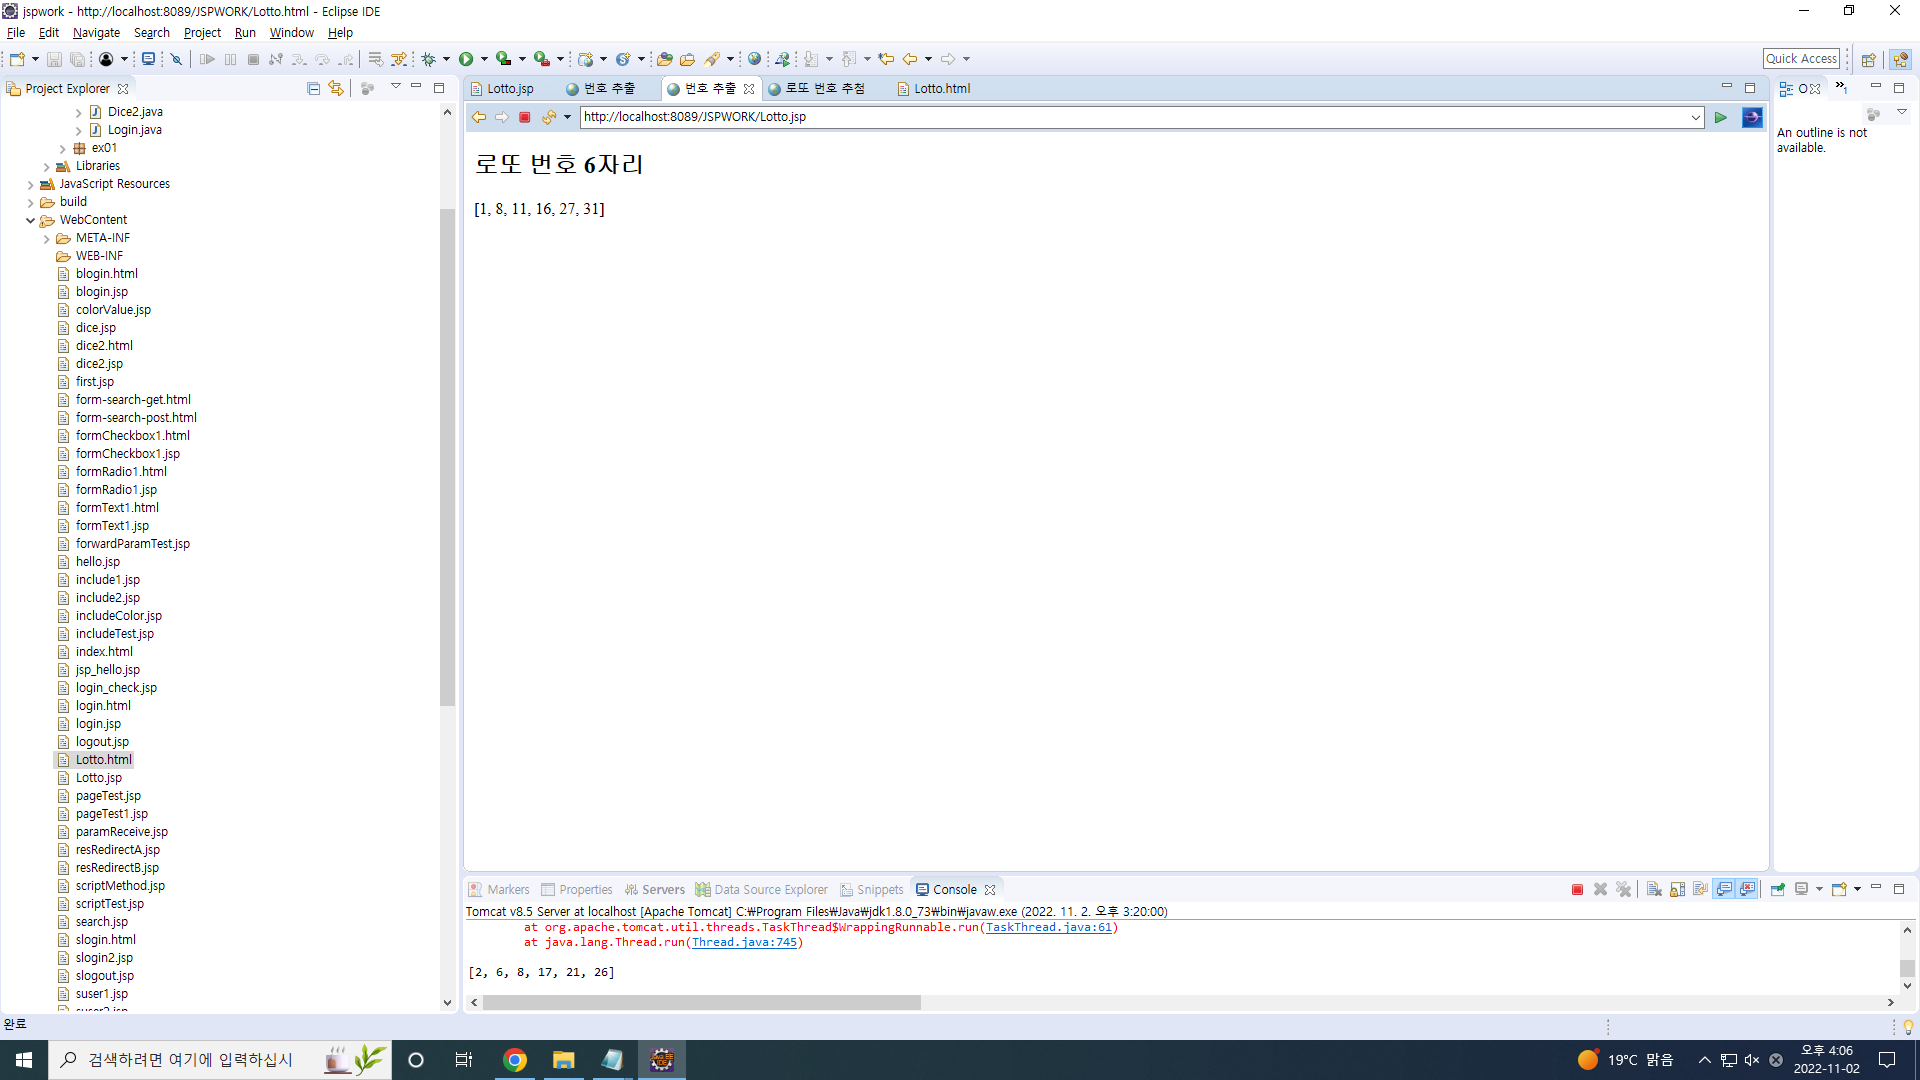 jspwork - http://localhost:8089/JSPWORK/Lotto.html - Eclipse IDE
File Edit Navigate Search Project Run Window Help
Quick Access
Project Explorer
Dice2.java
Login.java
ex01
Libraries
JavaScript Resources
build
WebContent
META-INF
WEB-INF
blogin.html
blogin.jsp
colorValue.jsp
dice.jsp
dice2.html
dice2.jsp
first.jsp
form-search-get.html
form-search-post.html
formCheckbox1.html
formCheckbox1.jsp
formRadio1.html
formRadio1.jsp
formText1.html
formText1.jsp
forwardParamTest.jsp
hello.jsp
include1.jsp
include2.jsp
includeColor.jsp
includeTest.jsp
index.html
jsp_hello.jsp
login_check.jsp
login.html
login.jsp
logout.jsp
Lotto.html
Lotto.jsp
pageTest.jsp
pageTest1.jsp
paramReceive.jsp
resRedirectA.jsp
resRedirectB.jsp
scriptMethod.jsp
scriptTest.jsp
search.jsp
slogin.html
slogin2.jsp
slogout.jsp
suser1.jsp
Lotto.jsp 번호 추출 번호 추출 로또 번호 추첨 Lotto.html
http://localhost:8089/JSPWORK/Lotto.jsp
로또 번호 6자리
[1, 8, 11, 16, 27, 31]
O
An outline is not
available.
Markers Properties Servers Data Source Explorer Snippets Console
Tomcat v8.5 Server at localhost [Apache Tomcat] C:₩Program Files₩Java₩jdk1.8.0_73₩bin₩javaw.exe (2022. 11. 2. 오후 3:20:00)
at org.apache.tomcat.util.threads.TaskThread$WrappingRunnable.run(TaskThread.java:61)
at java.lang.Thread.run(Thread.java:745)
[2, 6, 8, 17, 21, 26]
완료
검색하려면 여기에 입력하십시
19°C 맑음
오후 4:06
2022-11-02